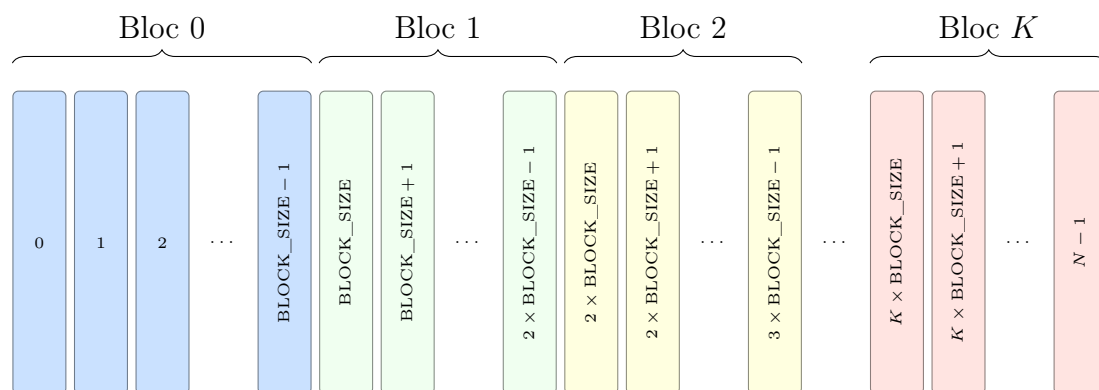 Bloc 0 Bloc 1 Bloc 2 Bloc K
0
1
2
...
BLOCK_SIZE − 1
BLOCK_SIZE
BLOCK_SIZE + 1
...
2 × BLOCK_SIZE − 1
2 × BLOCK_SIZE
2 × BLOCK_SIZE + 1
...
3 × BLOCK_SIZE − 1
...
K × BLOCK_SIZE
K × BLOCK_SIZE + 1
...
N − 1